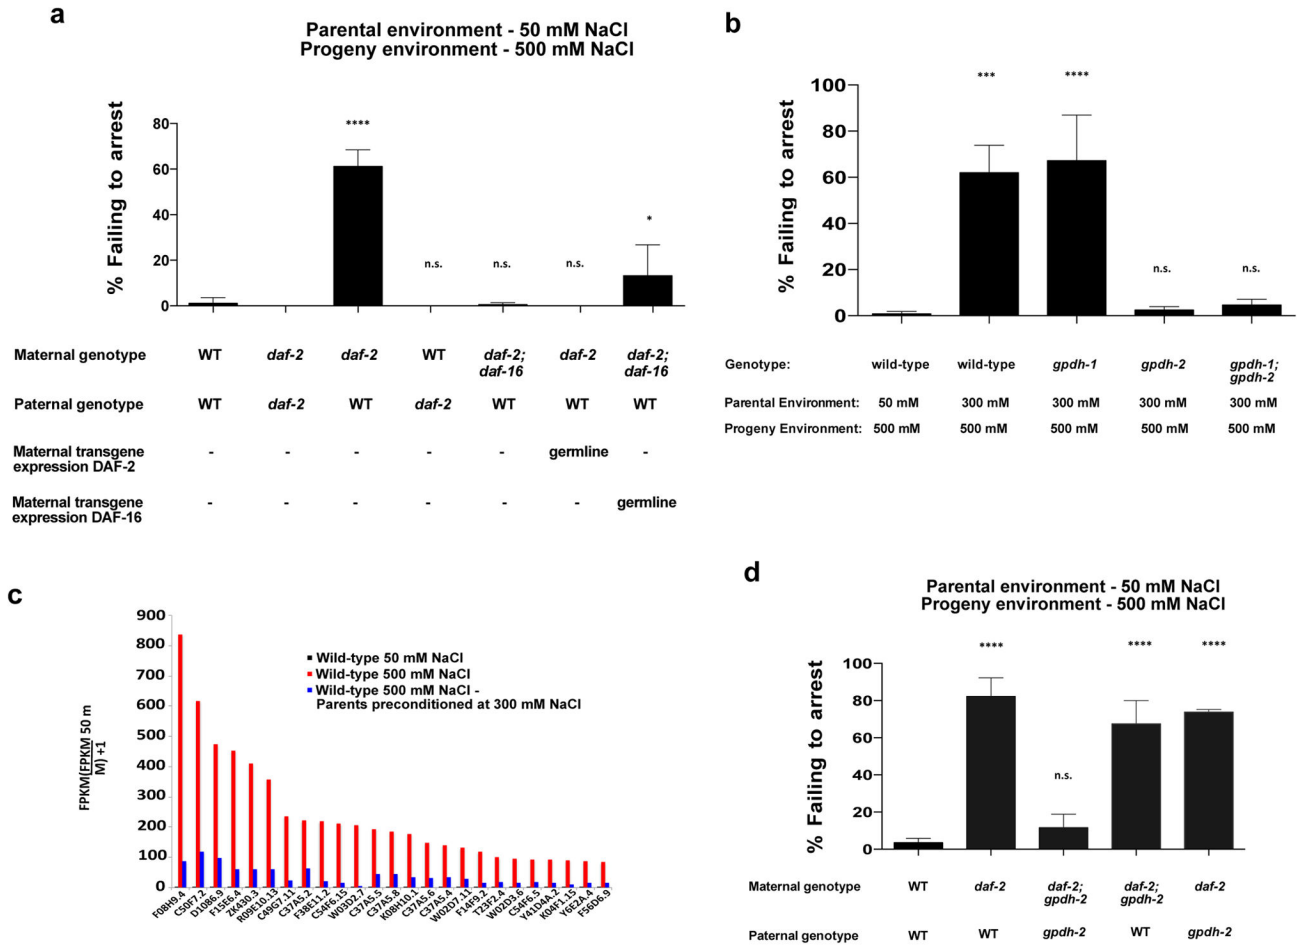 a
Parental environment - 50 mM NaCl
Progeny environment - 500 mM NaCl
% Failing to arrest
80
60
40
20
0
****
n.s.
n.s.
n.s.
*
Maternal genotype WT daf-2 daf-2 WT daf-2; daf-16 daf-2 daf-2; daf-16
Paternal genotype WT daf-2 WT daf-2 WT WT WT
Maternal transgene
expression DAF-2 - - - - - germline -
Maternal transgene
expression DAF-16 - - - - - - germline
b
% Failing to arrest
100
80
60
40
20
0
***
****
n.s.
n.s.
Genotype: wild-type wild-type gpdh-1 gpdh-2 gpdh-1; gpdh-2
Parental Environment: 50 mM 300 mM 300 mM 300 mM 300 mM
Progeny Environment: 500 mM 500 mM 500 mM 500 mM 500 mM
c
FPKM(FPKM 50 m
M) +1
900
800
700
600
500
400
300
200
100
0
Wild-type 50 mM NaCl
Wild-type 500 mM NaCl
Wild-type 500 mM NaCl -
Parents preconditioned at 300 mM NaCl
F08H9.4
C50F7.2
D1086.9
F15E6.4
ZK430.3
R09E10.13
C49G7.11
C37A5.2
F38E11.2
C54F6.15
W03D2.7
C37A5.5
C37A5.8
K08H10.1
C37A5.6
C37A5.4
W02D7.11
F14F9.2
T23F2.4
W02D3.6
C54F6.5
Y41D4A.2
K04F1.15
Y6E2A.4
F56D6.9
d
Parental environment - 50 mM NaCl
Progeny environment - 500 mM NaCl
% Failing to arrest
100
80
60
40
20
0
****
n.s.
****
****
Maternal genotype WT daf-2 daf-2; gpdh-2 daf-2; gpdh-2 daf-2
Paternal genotype WT WT gpdh-2 WT gpdh-2